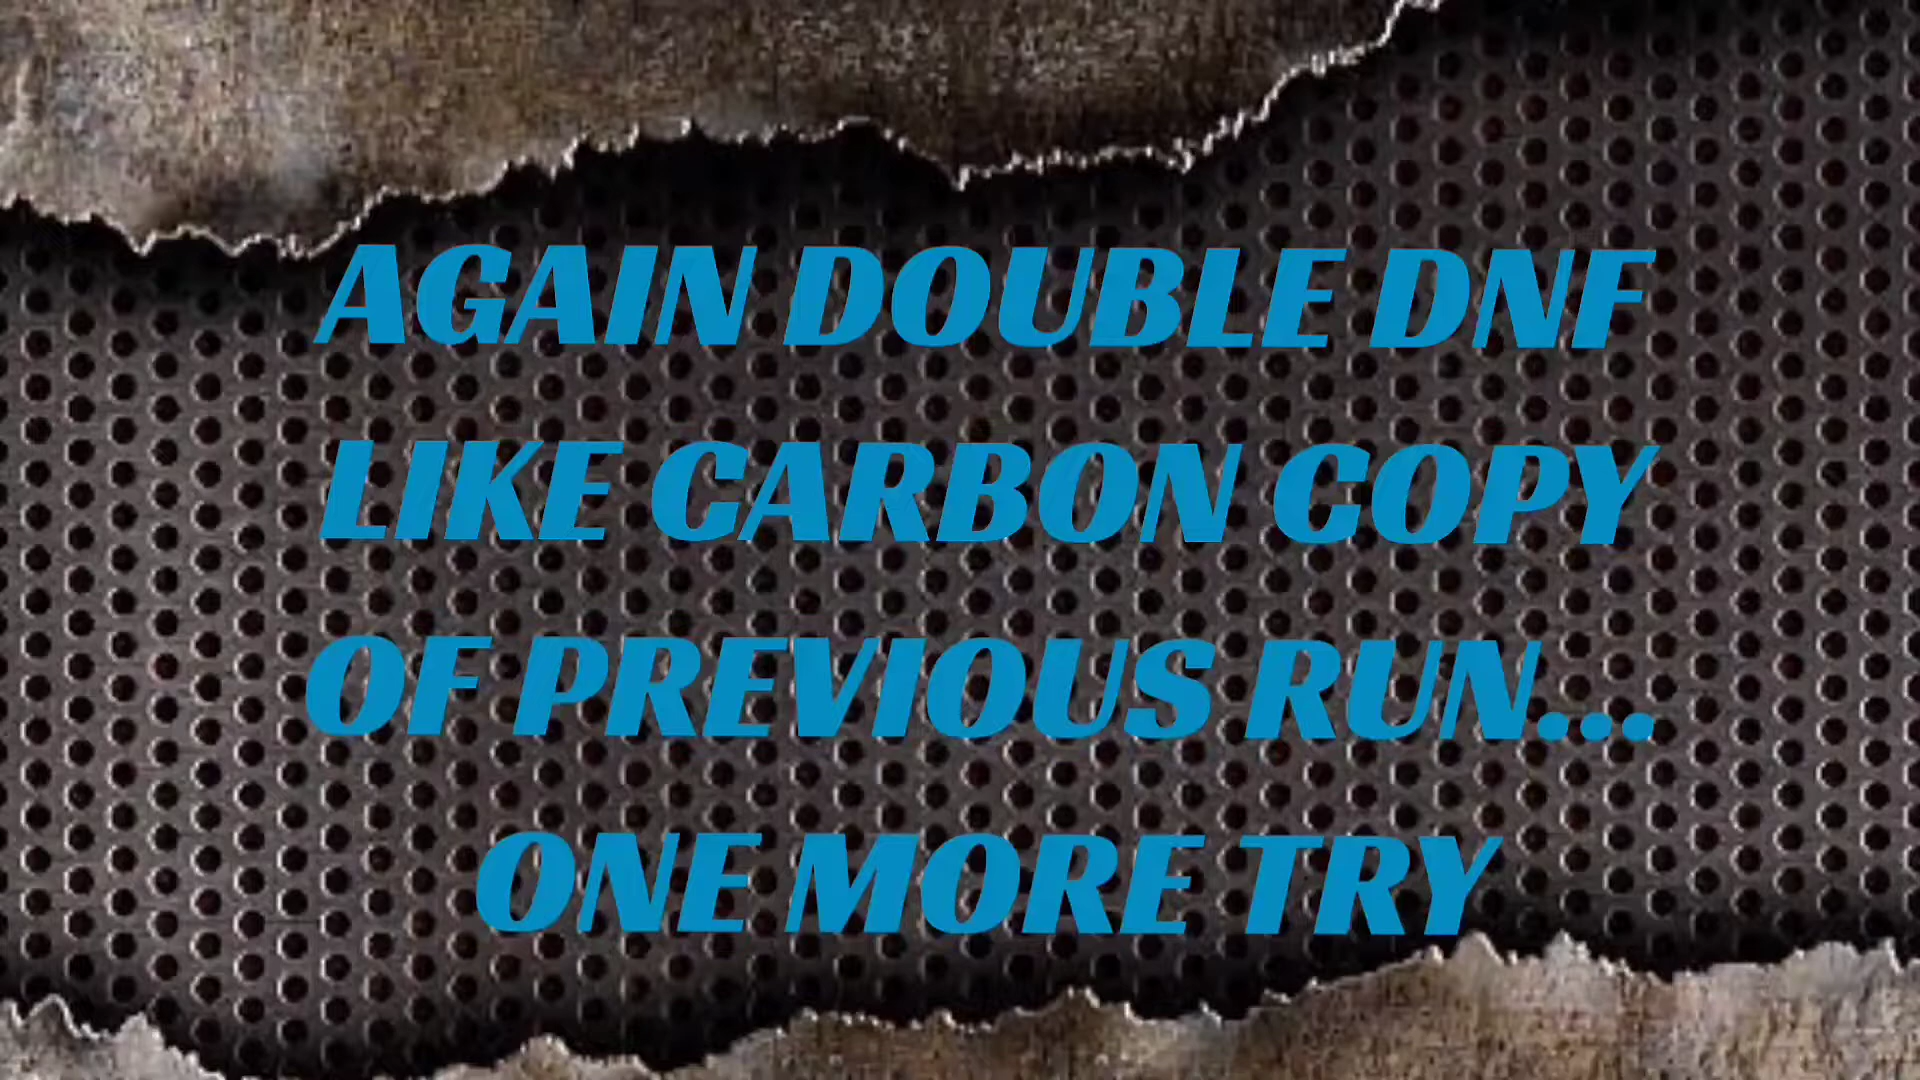 AGAIN DOUBLE DNF
LIKE CARBON COPY
OF PREVIOUS RUN...
ONE MORE TRY